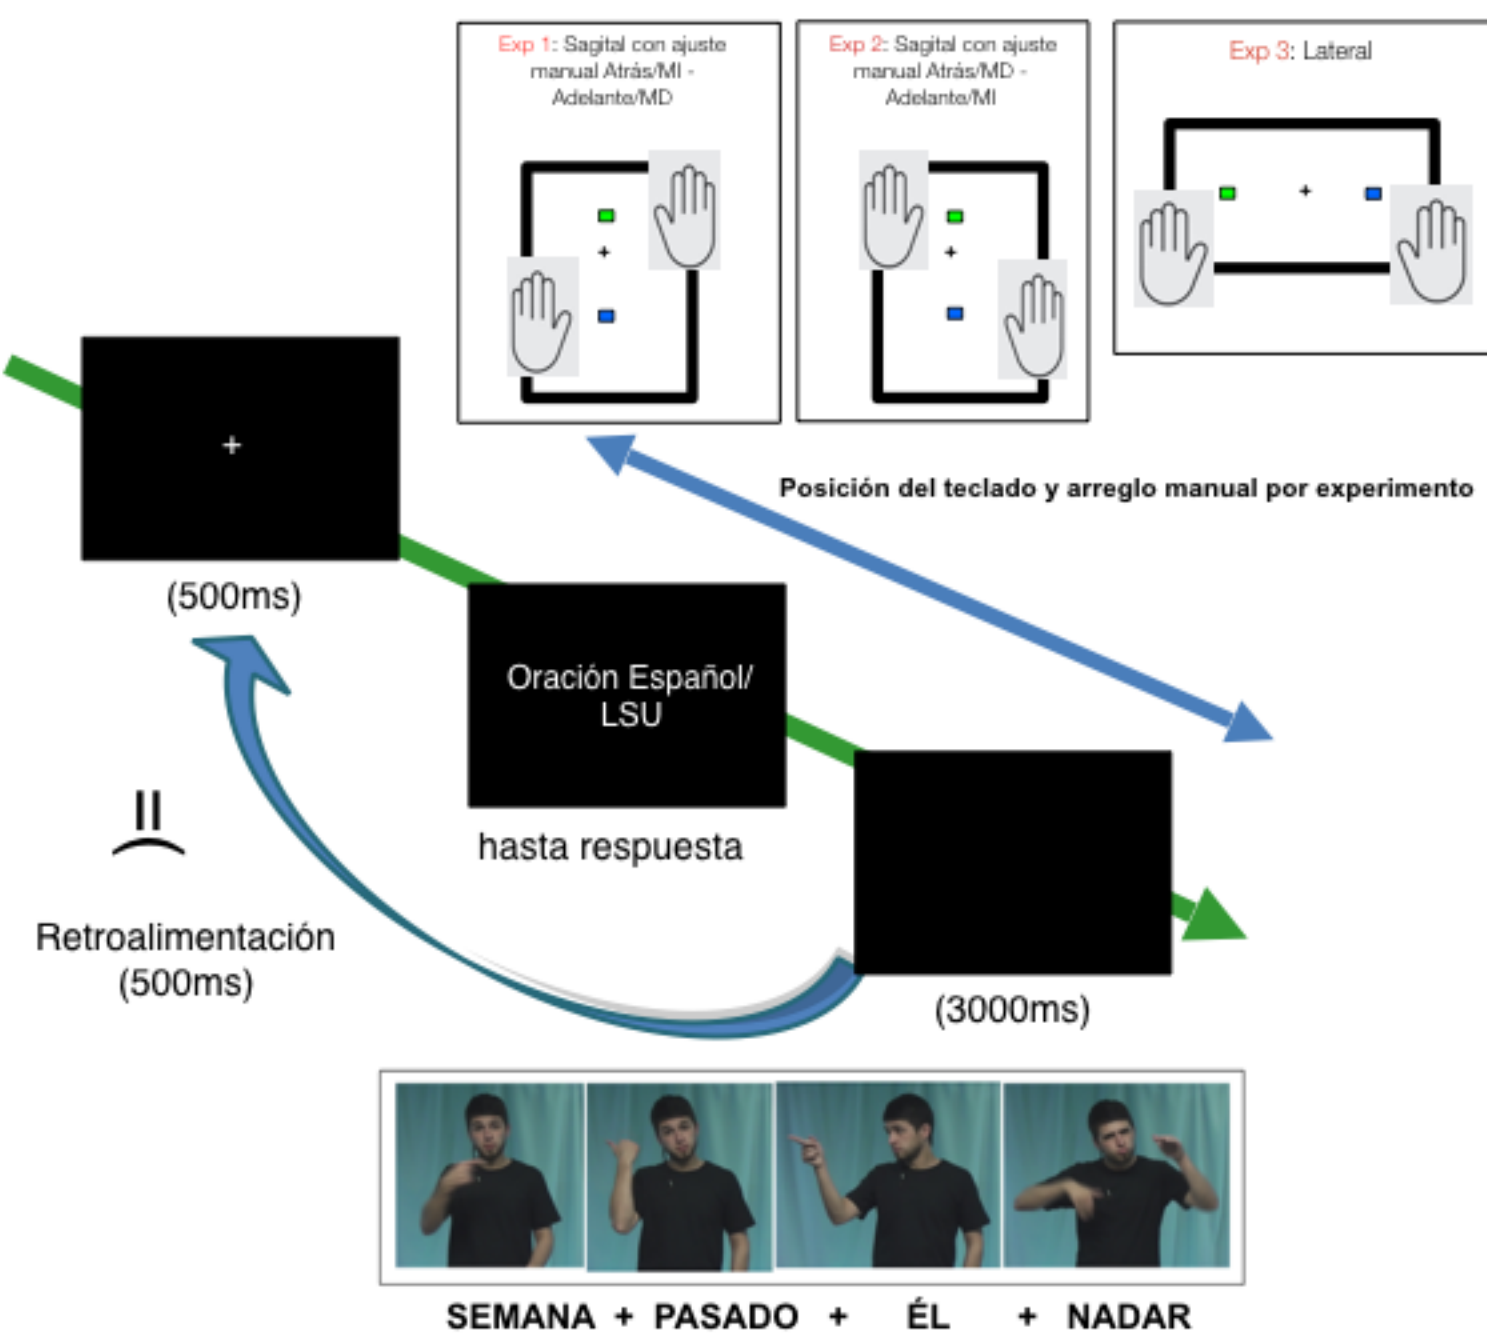 Exp 1: Sagital con ajuste
manual Atrás/MI -
Adelante/MD
Exp 2: Sagital con ajuste
manual Atrás/MD -
Adelante/MI
Exp 3: Lateral
+
+
+
Posición del teclado y arreglo manual por experimento
+
(500ms)
Oración Español/
LSU
hasta respuesta
Retroalimentación
(500ms)
(3000ms)
SEMANA + PASADO + ÉL + NADAR